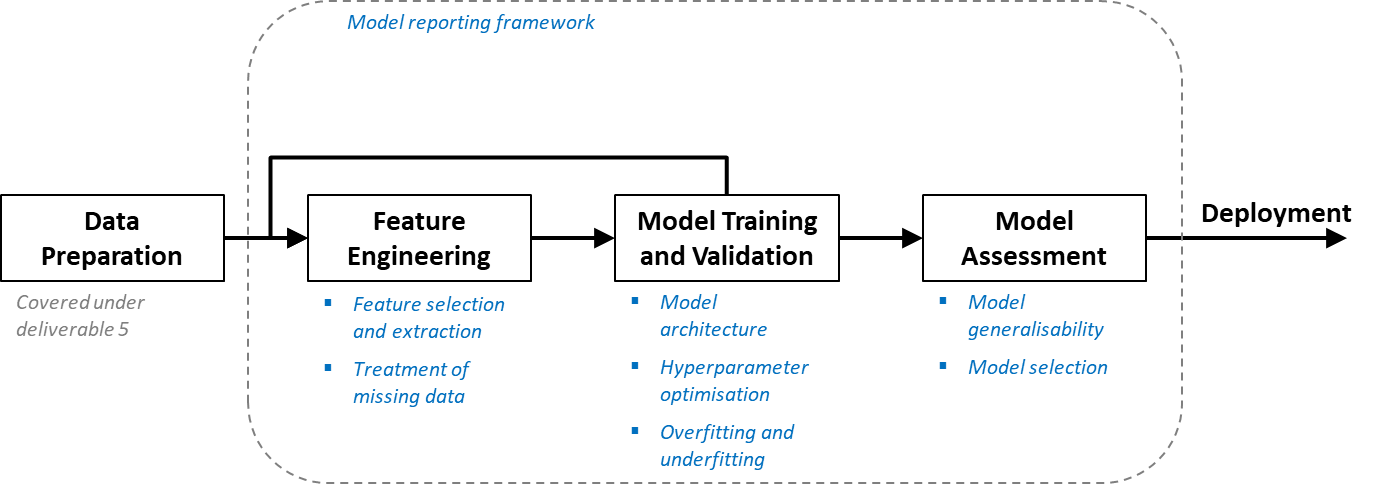 Model reporting framework
Data
Preparation
Covered under
deliverable 5
Feature
Engineering
▪ Feature selection
and extraction
▪ Treatment of
missing data
Model Training
and Validation
▪ Model
architecture
▪ Hyperparameter
optimisation
▪ Overfitting and
underfitting
Model
Assessment
▪ Model
generalisability
▪ Model selection
Deployment